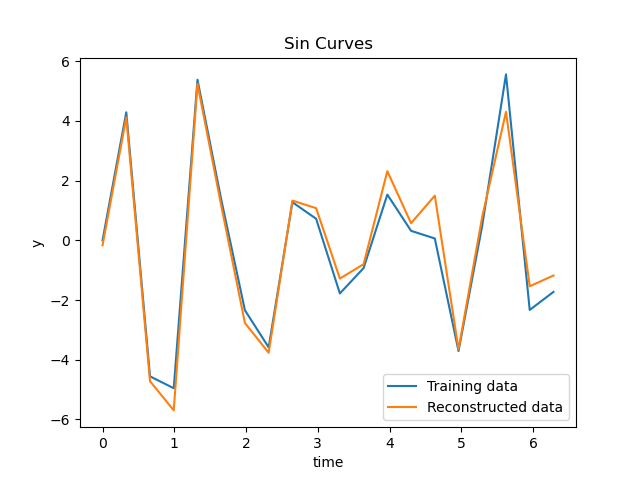 Sin Curves
6
4
2
0
−2
−4
−6
y
0 1 2 3 4 5 6
time
Training data
Reconstructed data